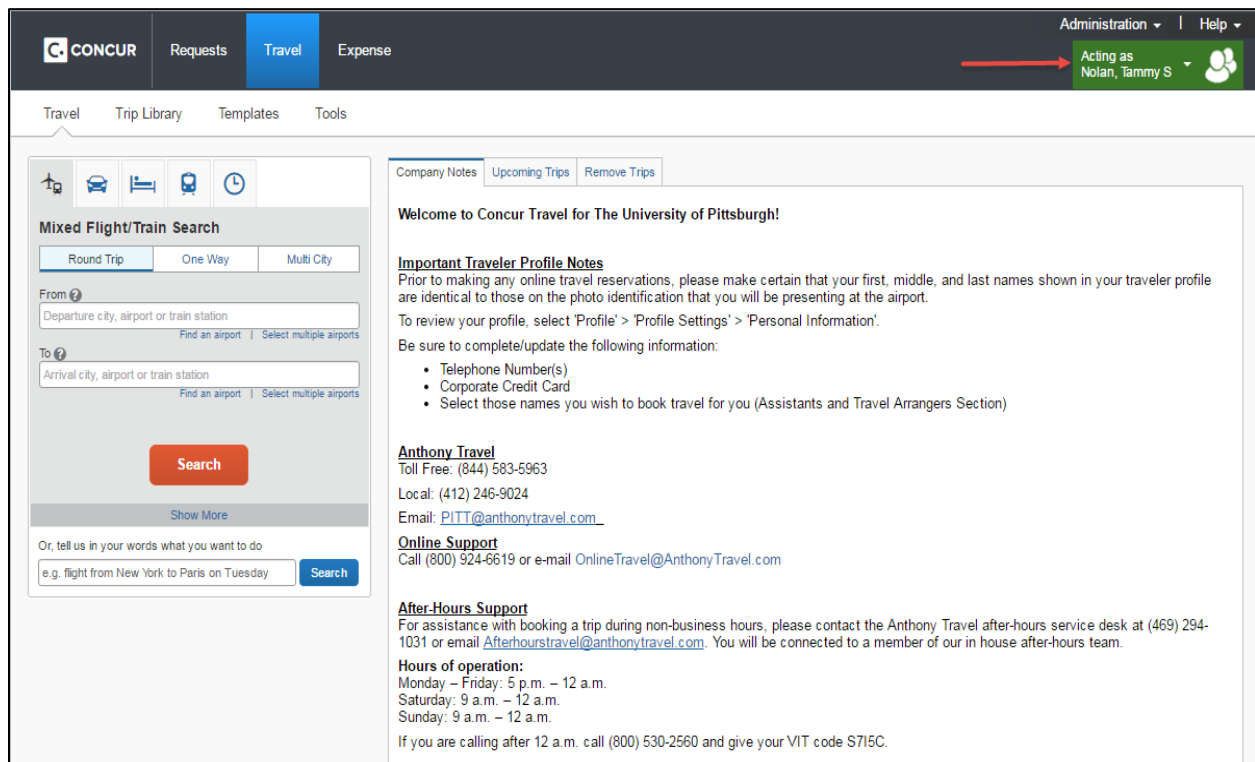 Administration | Help
C. CONCUR Requests Travel Expense
Acting as
Nolan, Tammy S
Travel Trip Library Templates Tools
Mixed Flight/Train Search
Round Trip One Way Multi City
From ?
Departure city, airport or train station
Find an airport | Select multiple airports
To ?
Arrival city, airport or train station
Find an airport | Select multiple airports
Search
Show More
Or, tell us in your words what you want to do
e.g. flight from New York to Paris on Tuesday Search
Company Notes Upcoming Trips Remove Trips
Welcome to Concur Travel for The University of Pittsburgh!
Important Traveler Profile Notes
Prior to making any online travel reservations, please make certain that your first, middle, and last names shown in your traveler profile
are identical to those on the photo identification that you will be presenting at the airport.
To review your profile, select 'Profile' > 'Profile Settings' > 'Personal Information'.
Be sure to complete/update the following information:
• Telephone Number(s)
• Corporate Credit Card
• Select those names you wish to book travel for you (Assistants and Travel Arrangers Section)
Anthony Travel
Toll Free: (844) 583-5963
Local: (412) 246-9024
Email: PITT@anthonytravel.com_
Online Support
Call (800) 924-6619 or e-mail OnlineTravel@AnthonyTravel.com
After-Hours Support
For assistance with booking a trip during non-business hours, please contact the Anthony Travel after-hours service desk at (469) 294-
1031 or email Afterhourstravel@anthonytravel.com. You will be connected to a member of our in house after-hours team.
Hours of operation:
Monday – Friday: 5 p.m. – 12 a.m.
Saturday: 9 a.m. – 12 a.m.
Sunday: 9 a.m. – 12 a.m.
If you are calling after 12 a.m. call (800) 530-2560 and give your VIT code S7I5C.